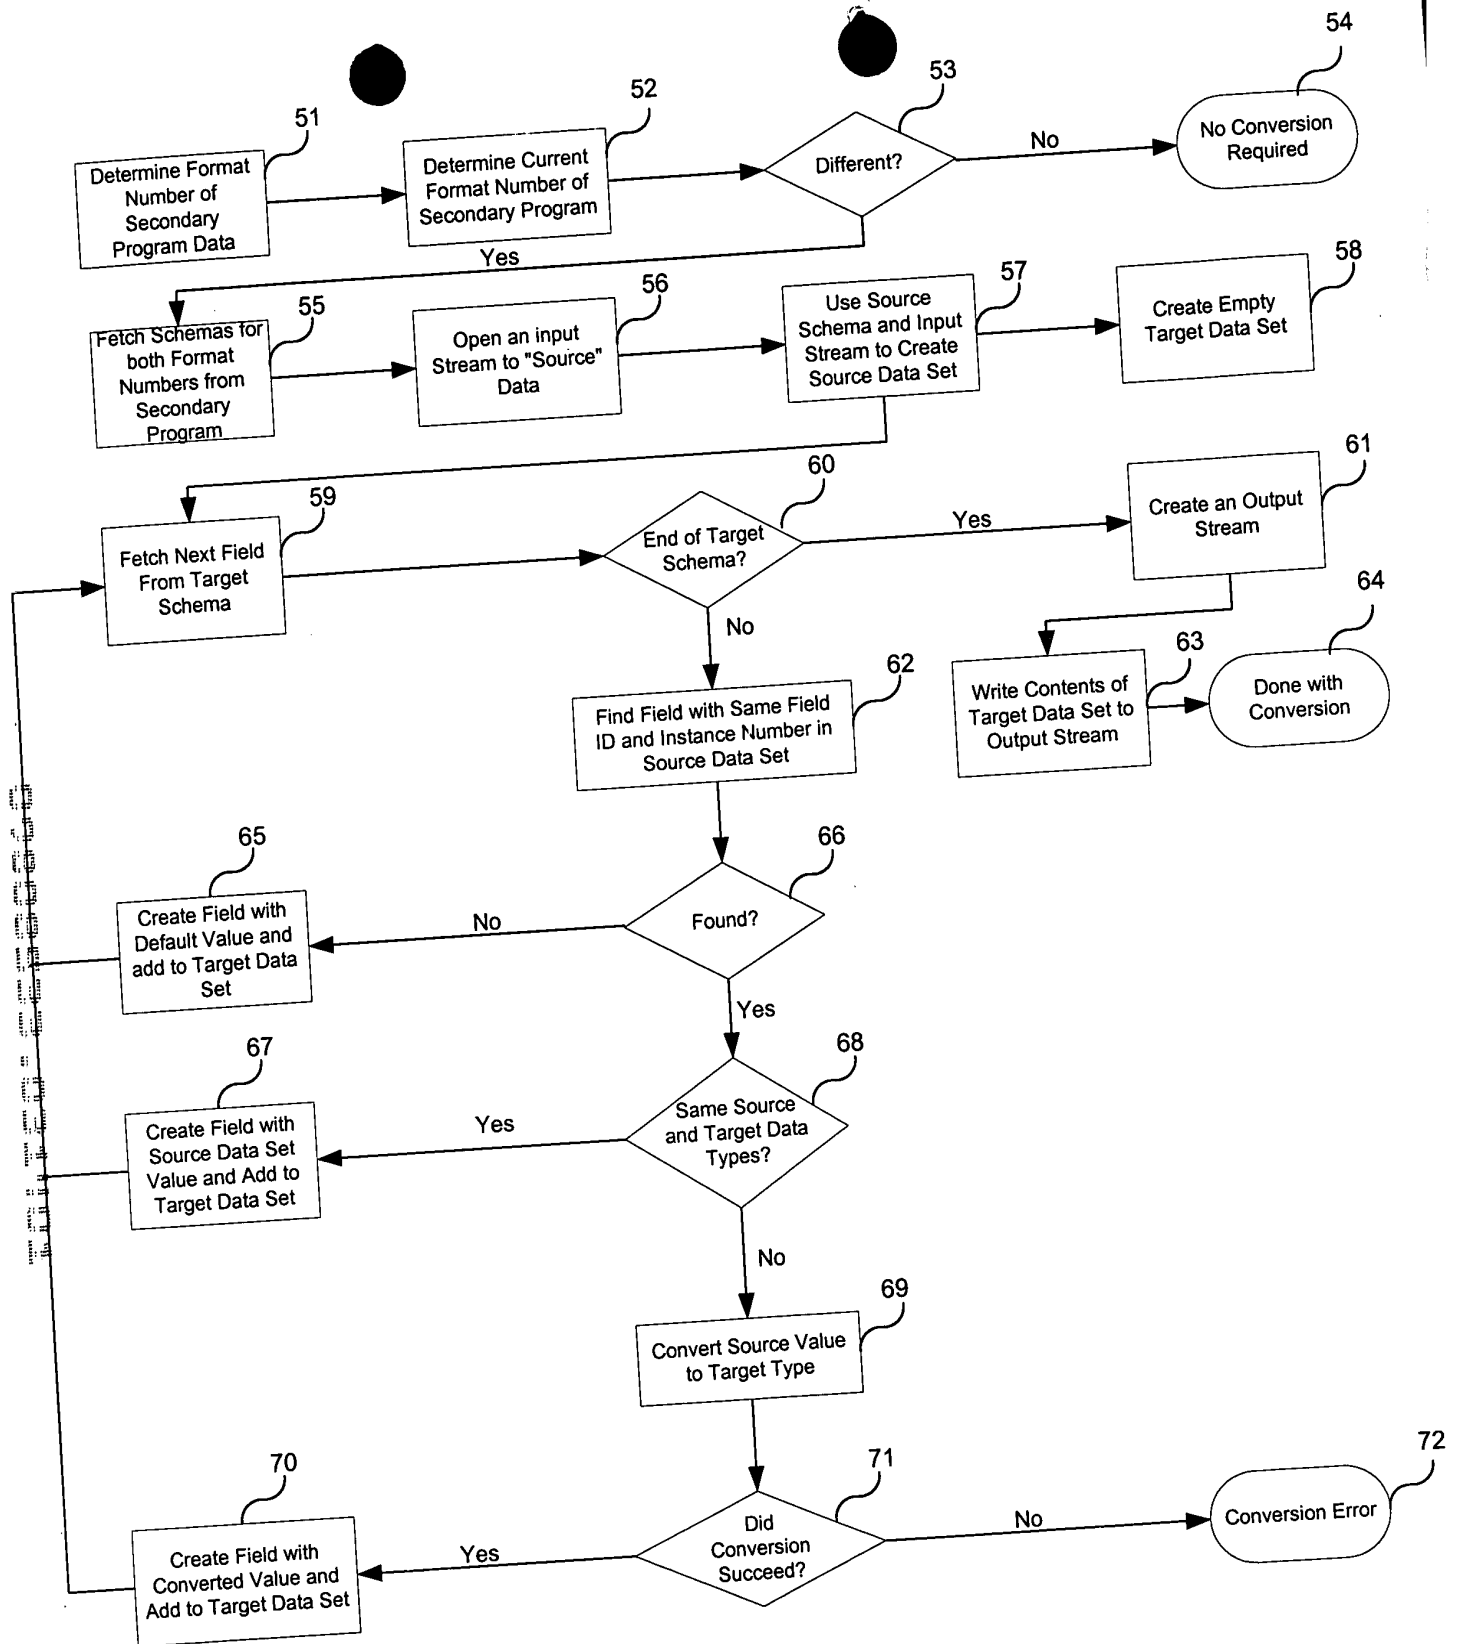 54
53
52
51
No Conversion
Required
No
Different?
Determine Current
Format Number of
Secondary Program
Determine Format
Number of
Secondary
Program Data
Yes
58
57
56
55
Create Empty
Target Data Set
Use Source
Schema and Input
Stream to Create
Source Data Set
Open an input
Stream to "Source"
Data
Fetch Schemas for
both Format
Numbers from
Secondary
Program
61
60
59
Create an Output
Stream
Yes
End of Target
Schema?
Fetch Next Field
From Target
Schema
No
64
63
62
Done with
Conversion
Write Contents of
Target Data Set to
Output Stream
Find Field with Same Field
ID and Instance Number in
Source Data Set
66
65
Found?
No
Create Field with
Default Value and
add to Target Data
Set
Yes
68
67
Same Source
and Target Data
Types?
Yes
Create Field with
Source Data Set
Value and Add to
Target Data Set
No
69
Convert Source Value
to Target Type
72
71
70
Conversion Error
No
Did
Conversion
Succeed?
Yes
Create Field with
Converted Value and
Add to Target Data Set